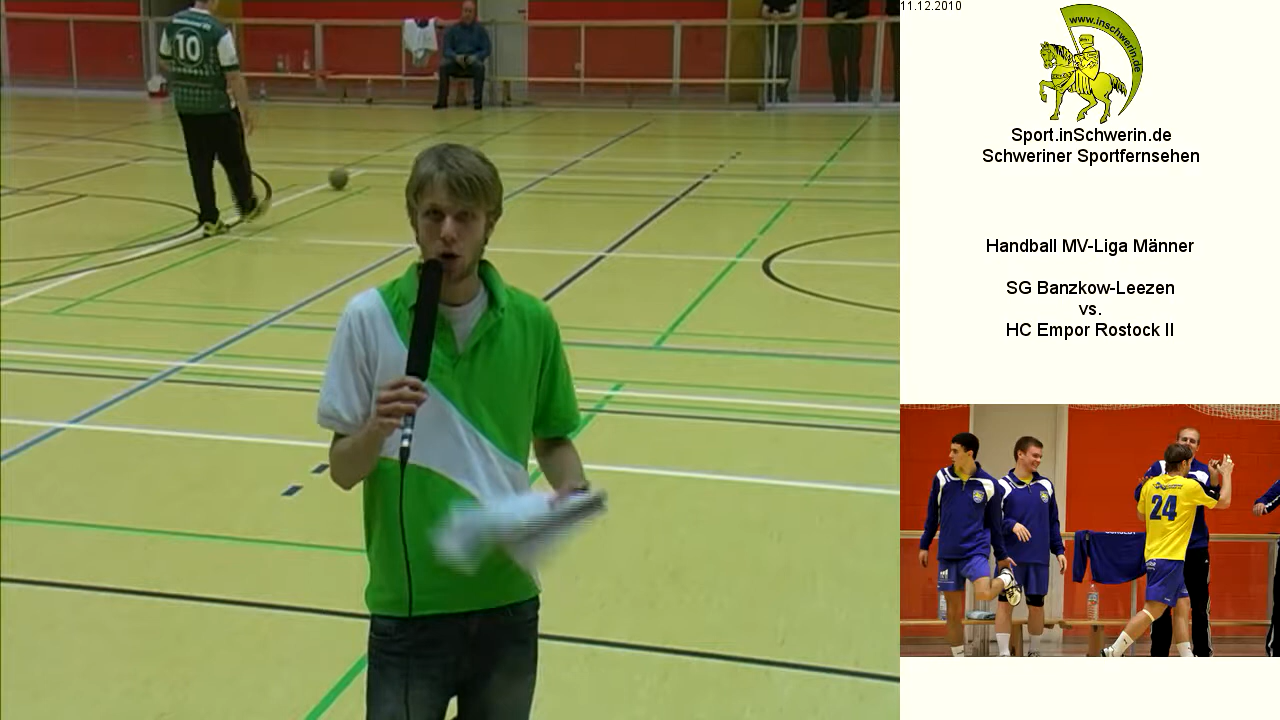 10
11.12.2010
www.inschwerin.de
Sport.inSchwerin.de
Schweriner Sportfernsehen
Handball MV-Liga Männer
SG Banzkow-Leezen
vs.
HC Empor Rostock II
24